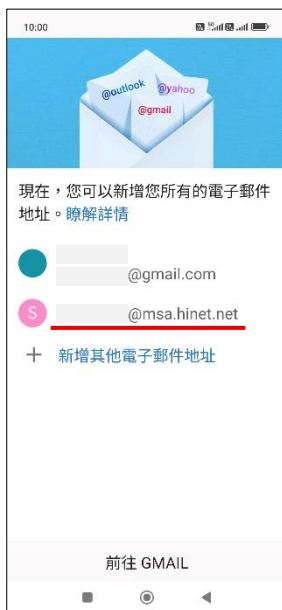 10:00
@outlook
@yahoo
@gmail
現在，您可以新增您所有的電子郵件
地址。瞭解詳情
@gmail.com
S
@msa.hinet.net
+ 新增其他電子郵件地址
前往 GMAIL